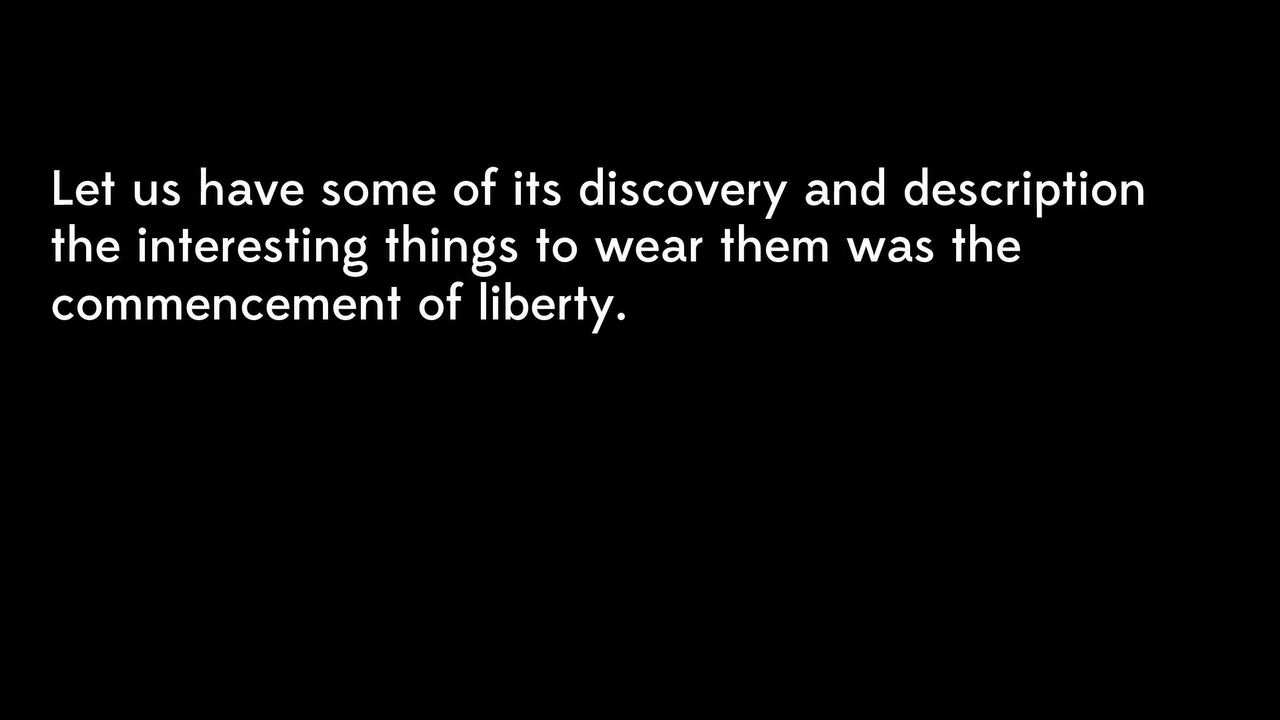 Let us have some of its discovery and description
the interesting things to wear them was the
commencement of liberty.